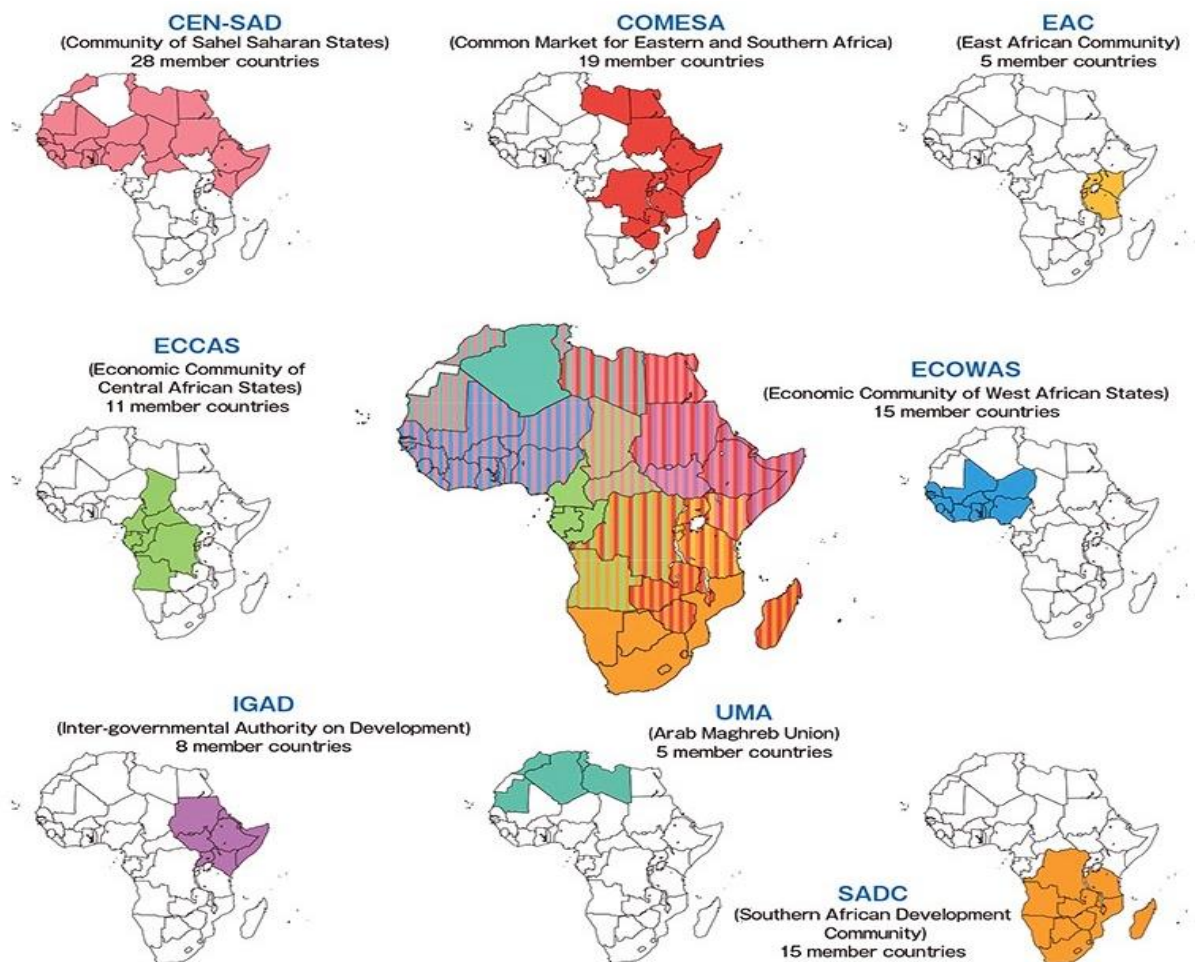 CEN-SAD
(Community of Sahel Saharan States)
28 member countries
COMESA
(Common Market for Eastern and Southern Africa)
19 member countries
EAC
(East African Community)
5 member countries
ECCAS
(Economic Community of
Central African States)
11 member countries
ECOWAS
(Economic Community of West African States)
15 member countries
IGAD
(Inter-governmental Authority on Development)
8 member countries
UMA
(Arab Maghreb Union)
5 member countries
SADC
(Southern African Development
Community)
15 member countries